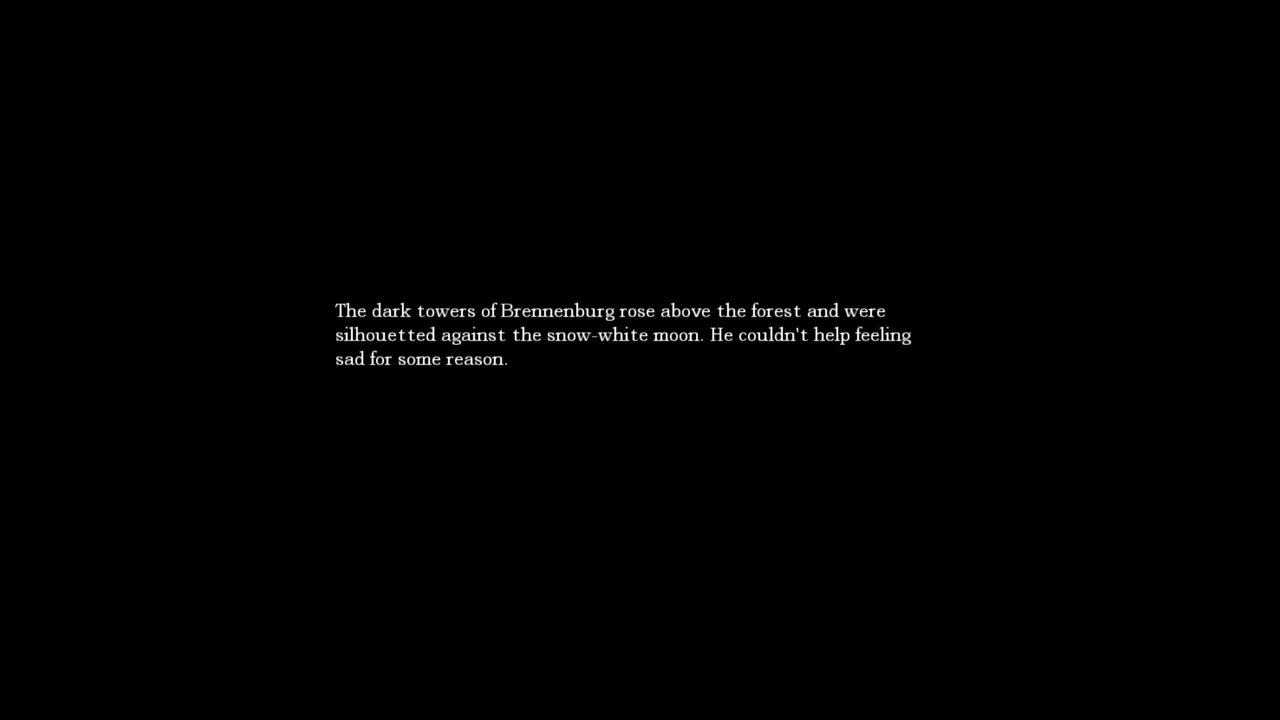 The dark towers of Brennenburg rose above the forest and were
silhouetted against the snow-white moon. He couldn't help feeling
sad for some reason.